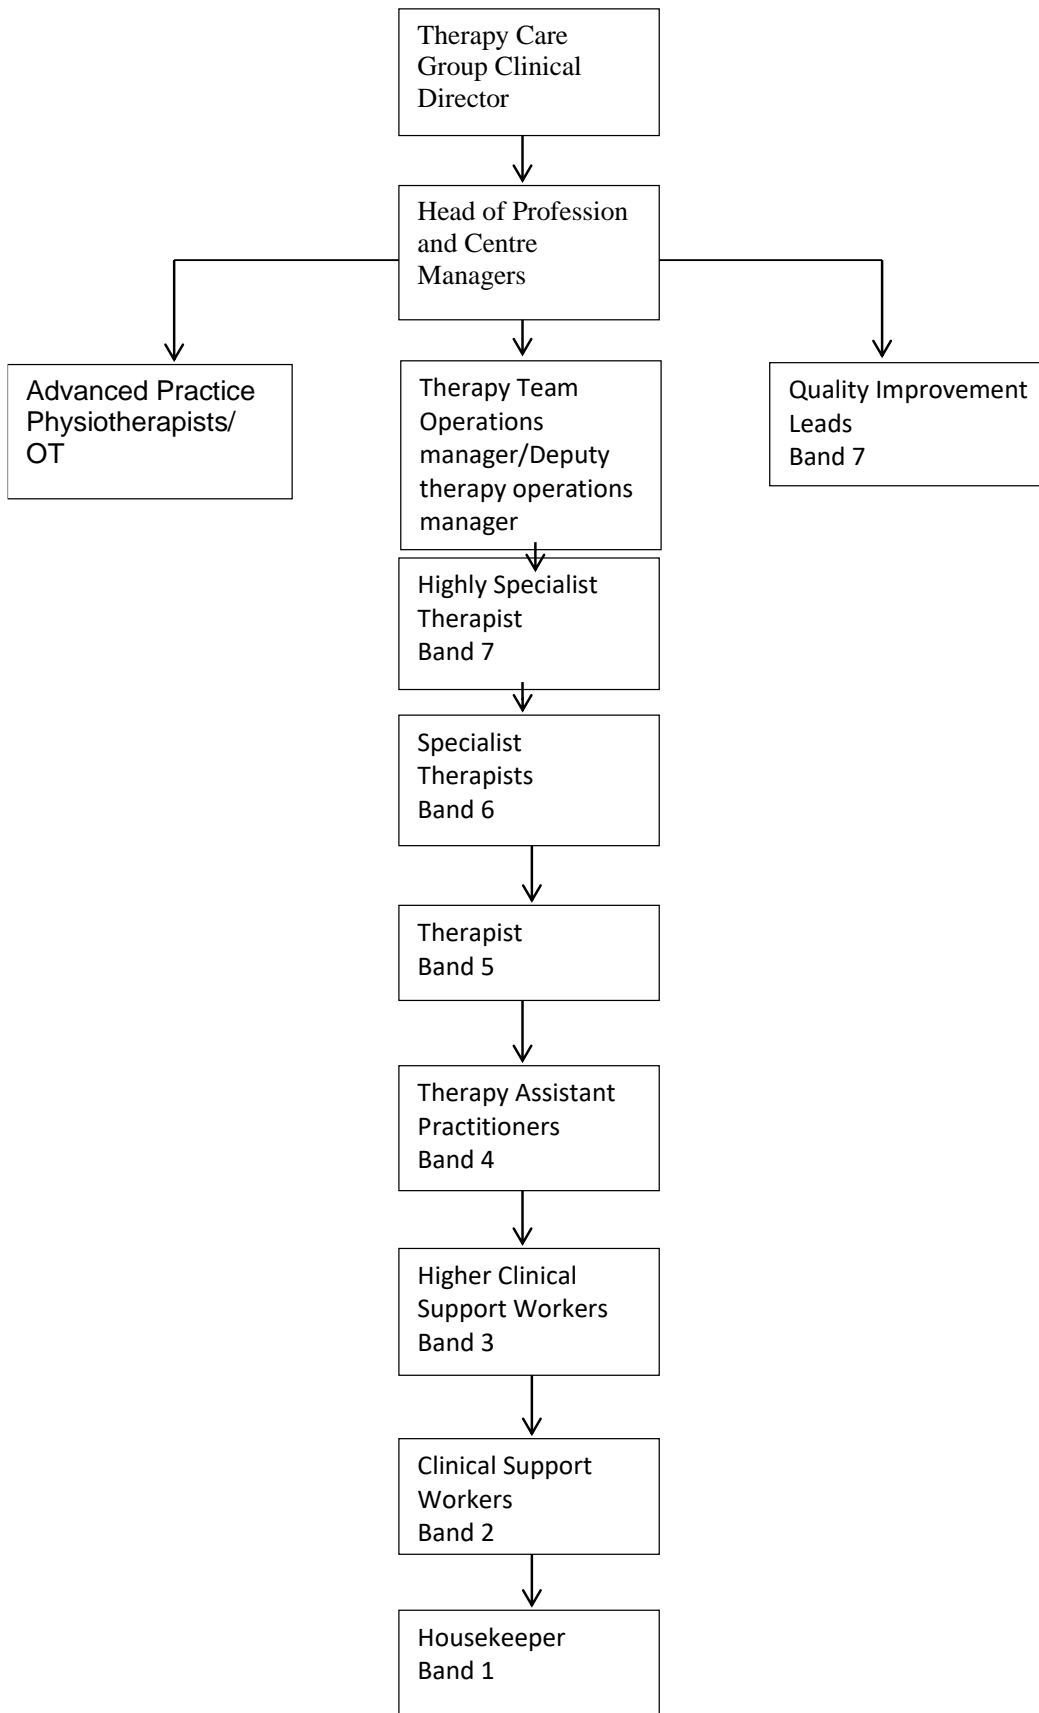 Therapy Care
Group Clinical
Director
Head of Profession
and Centre
Managers
Advanced Practice
Physiotherapists/
OT
Therapy Team
Operations
manager/Deputy
therapy operations
manager
Quality Improvement
Leads
Band 7
Highly Specialist
Therapist
Band 7
Specialist
Therapists
Band 6
Therapist
Band 5
Therapy Assistant
Practitioners
Band 4
Higher Clinical
Support Workers
Band 3
Clinical Support
Workers
Band 2
Housekeeper
Band 1